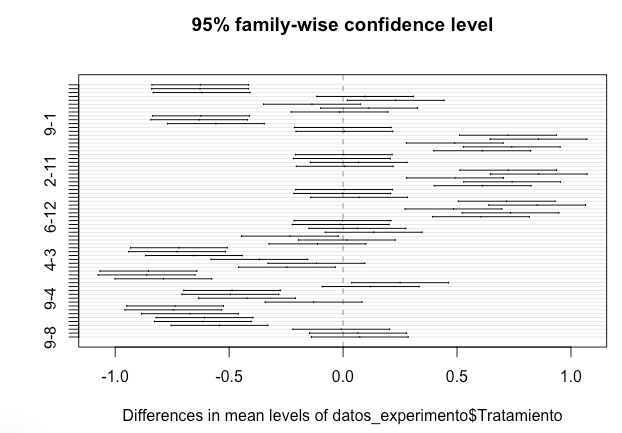 95% family-wise confidence level
9-1
2-11
6-12
4-3
9-4
9-8
-1.0 -0.5 0.0 0.5 1.0
Differences in mean levels of datos_experimento$Tratamiento